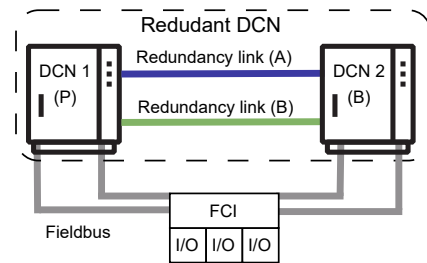 Redudant DCN
DCN 1
(P)
Redundancy link (A)
Redundancy link (B)
DCN 2
(B)
Fieldbus
FCI
I/O I/O I/O